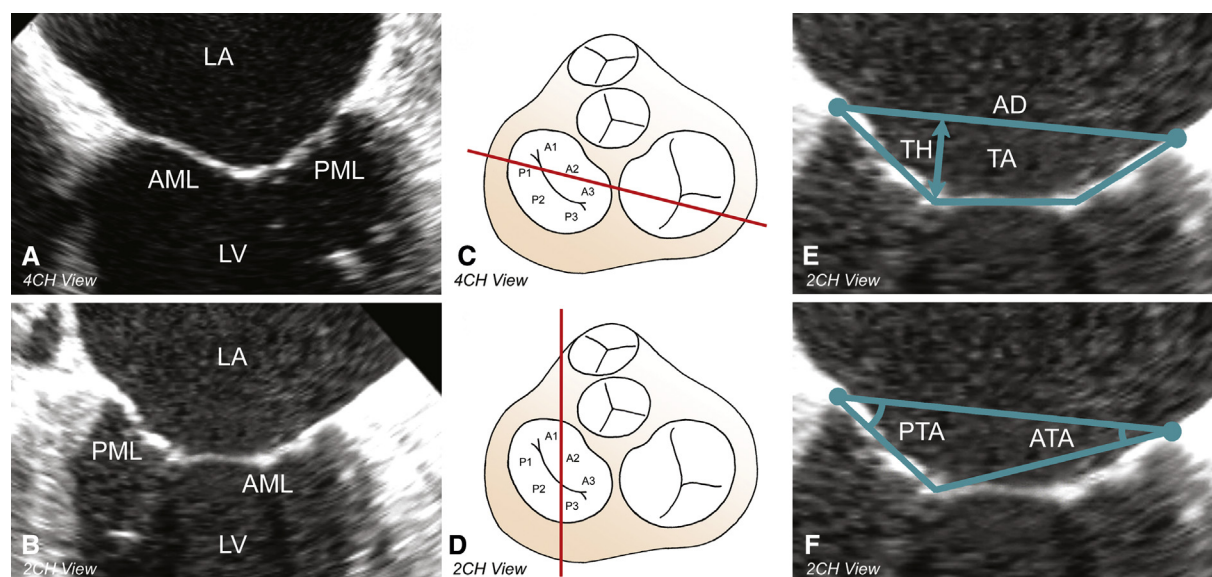 LA
AML
PML
LV
A
4CH View
LA
PML
AML
LV
B
2CH View
A1
P1
A2
P2
A3
P3
C
4CH View
A1
P1
A2
P2
A3
P3
D
2CH View
AD
TH
TA
E
2CH View
PTA
ATA
F
2CH View